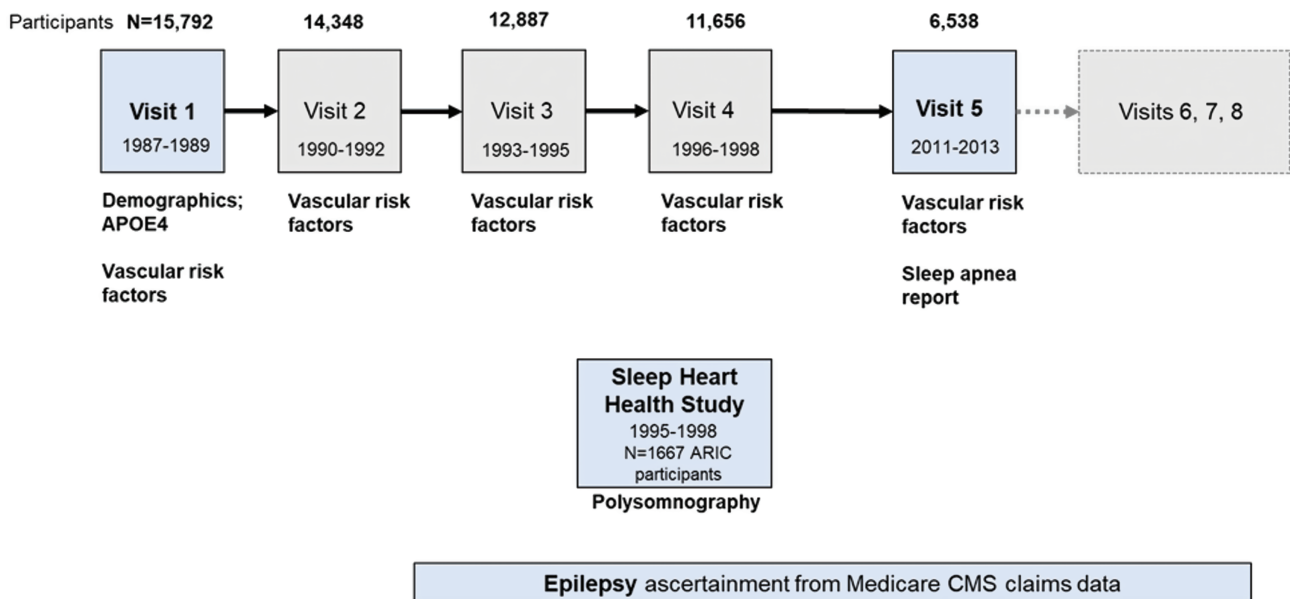 Participants N=15,792 14,348 12,887 11,656 6,538
Visit 1 Visit 2 Visit 3 Visit 4 Visit 5 Visits 6, 7, 8
1987-1989 1990-1992 1993-1995 1996-1998 2011-2013
Demographics;
APOE4
Vascular risk
factors
Vascular risk
factors
Vascular risk
factors
Vascular risk
factors
Vascular risk
factors
Sleep apnea
report
Sleep Heart
Health Study
1995-1998
N=1667 ARIC
participants
Polysomnography
Epilepsy ascertainment from Medicare CMS claims data